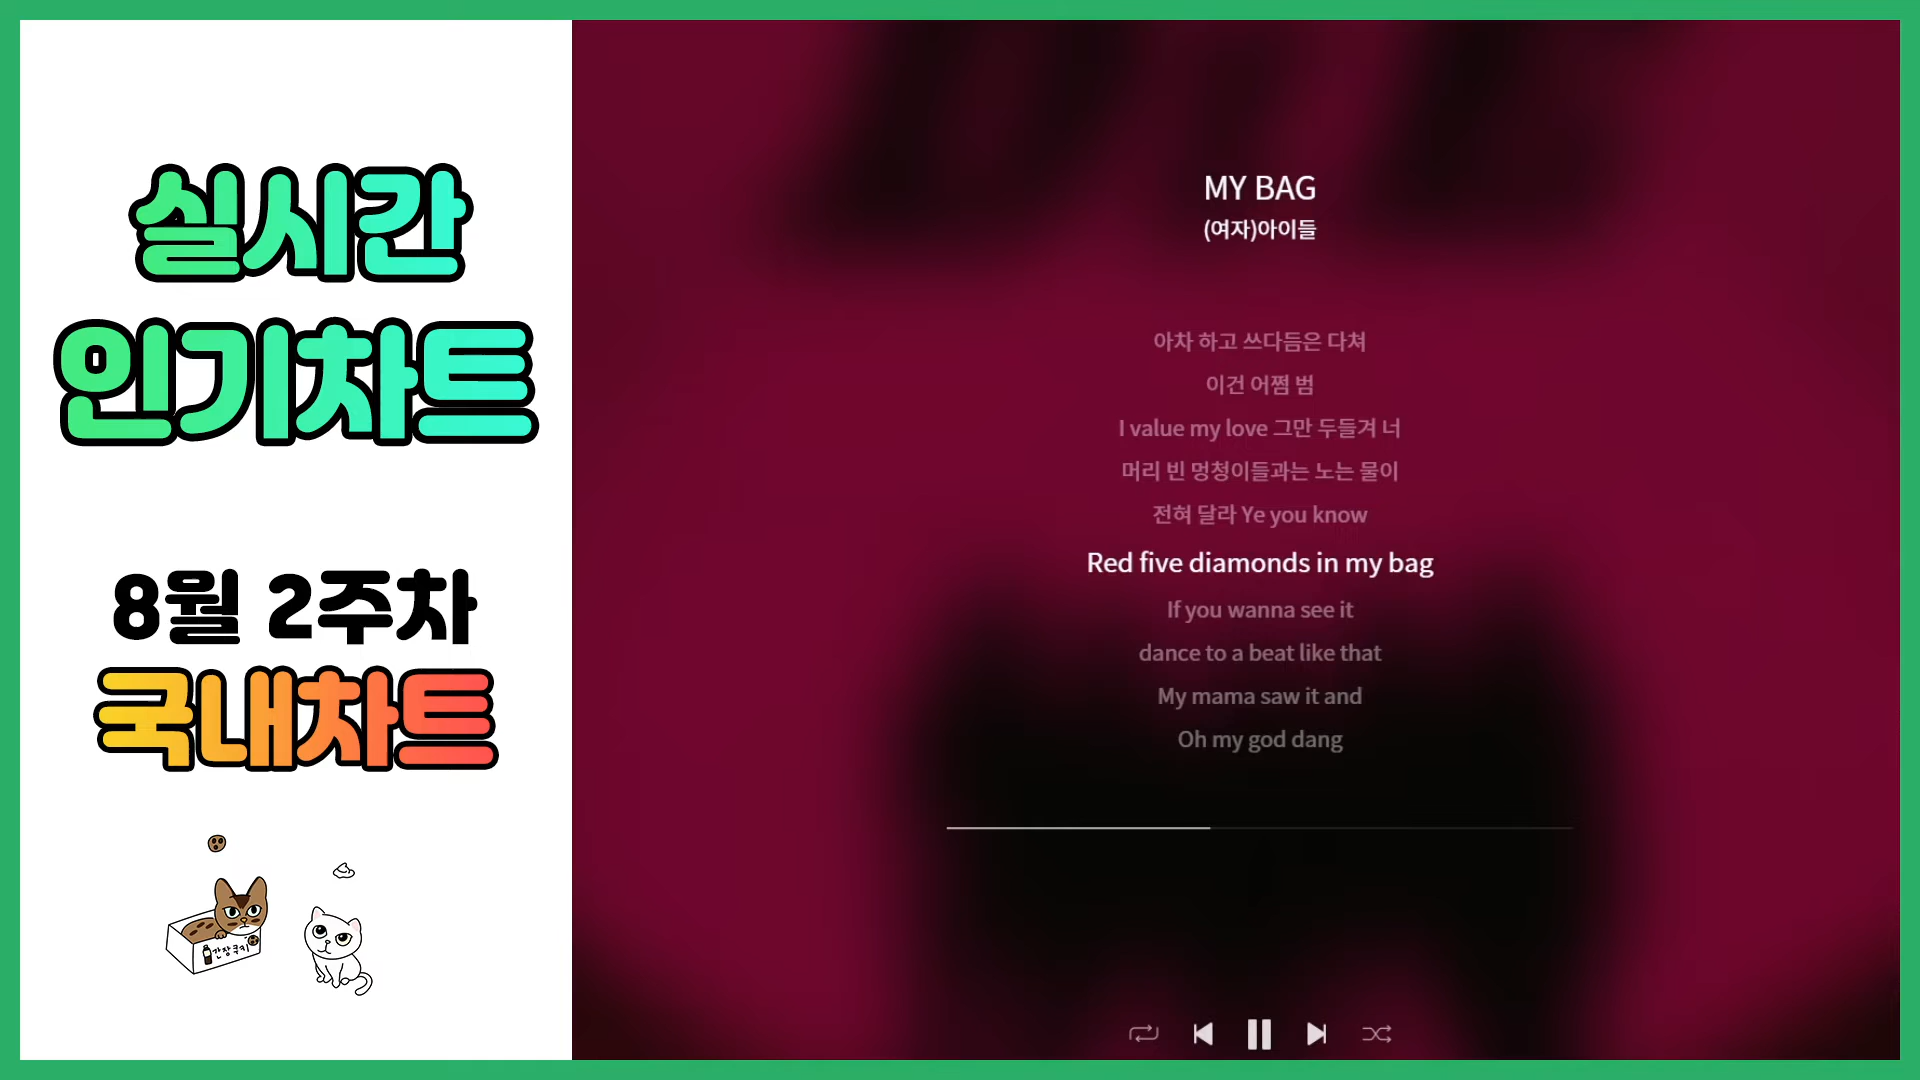 실시간
인기차트
8월 2주차
국내차트
간장쿠키
MY BAG
(여자)아이들
아차 하고 쓰다듬은 다쳐
이건 어쩜 범
I value my love 그만 두들겨 너
머리 빈 멍청이들과는 노는 물이
전혀 달라 Ye you know
Red five diamonds in my bag
If you wanna see it
dance to a beat like that
My mama saw it and
Oh my god dang